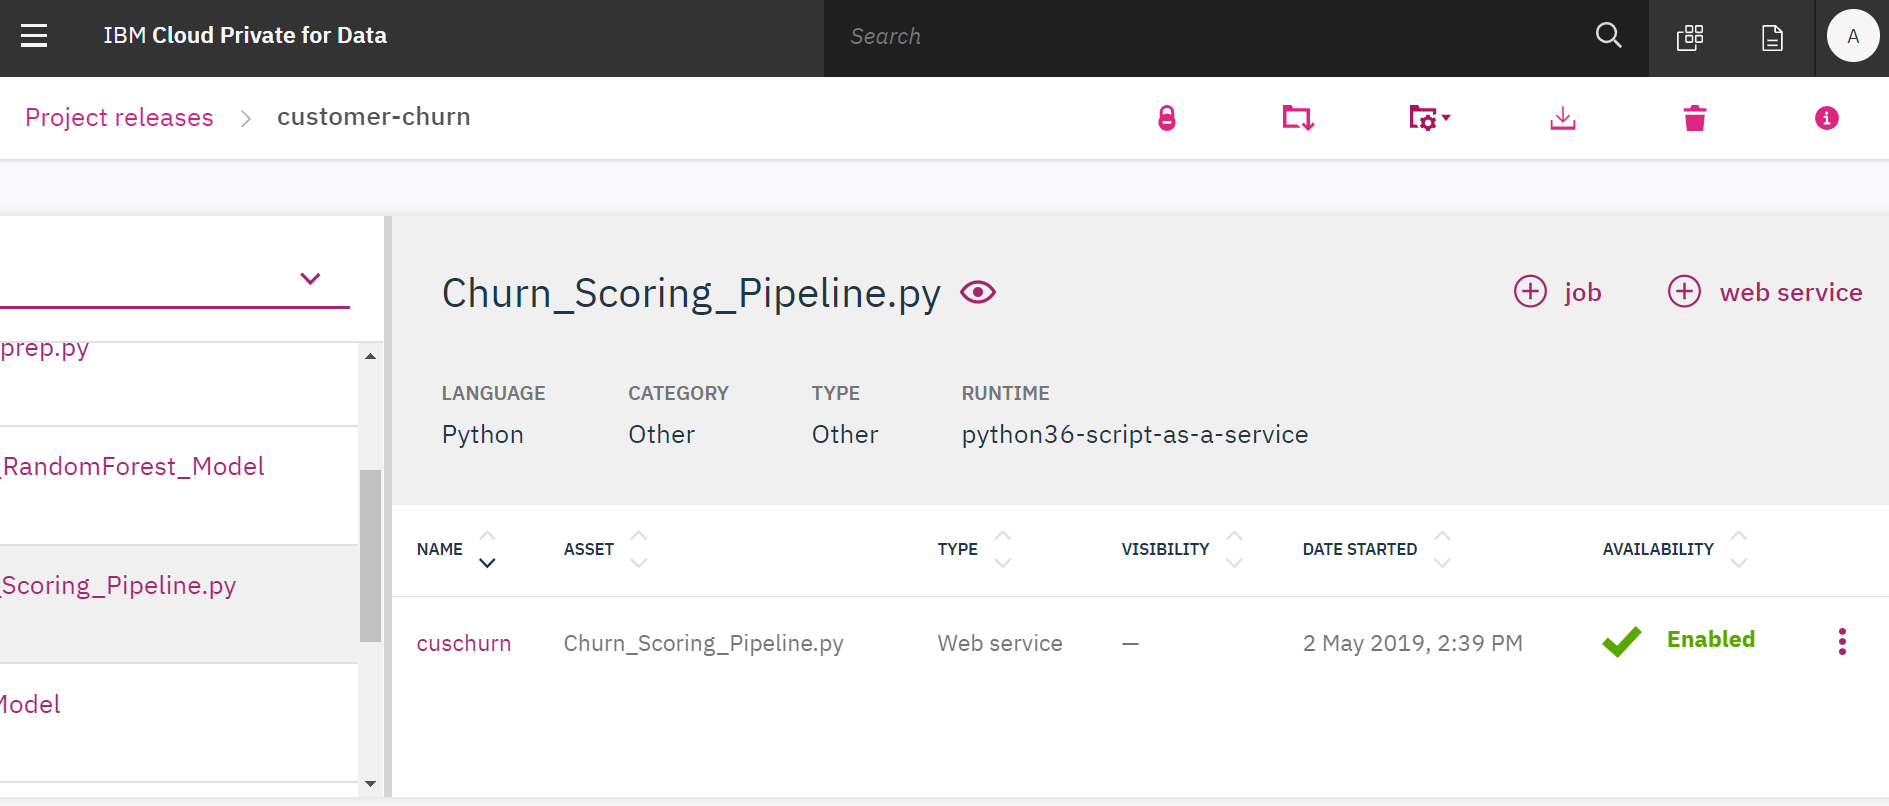 IBM Cloud Private for Data
Search
A
Project releases > customer-churn
prep.py
_RandomForest_Model
_Scoring_Pipeline.py
Model
Churn_Scoring_Pipeline.py
job
web service
LANGUAGE CATEGORY TYPE RUNTIME
Python Other Other python36-script-as-a-service
NAME ASSET TYPE VISIBILITY DATE STARTED AVAILABILITY
cuschurn Churn_Scoring_Pipeline.py Web service — 2 May 2019, 2:39 PM Enabled